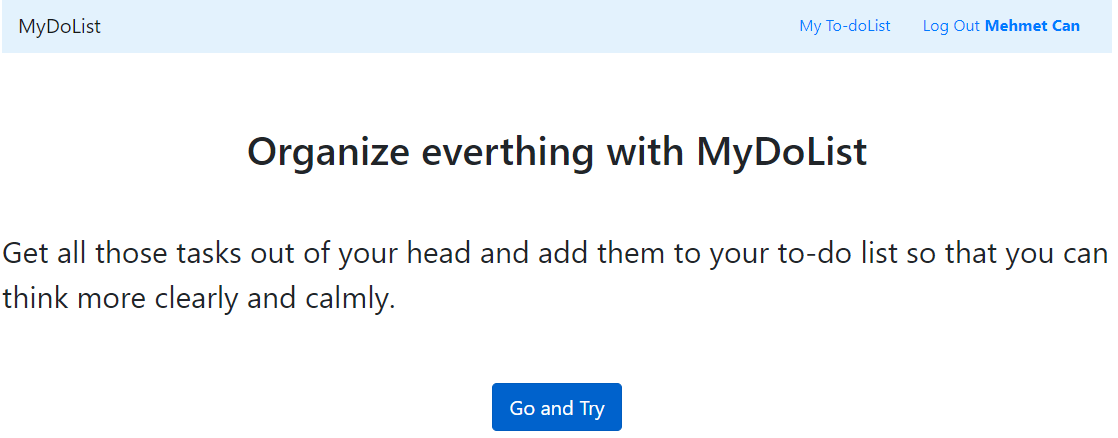 MyDoList
My To-doList
Log Out Mehmet Can
Organize everthing with MyDoList
Get all those tasks out of your head and add them to your to-do list so that you can
think more clearly and calmly.
Go and Try